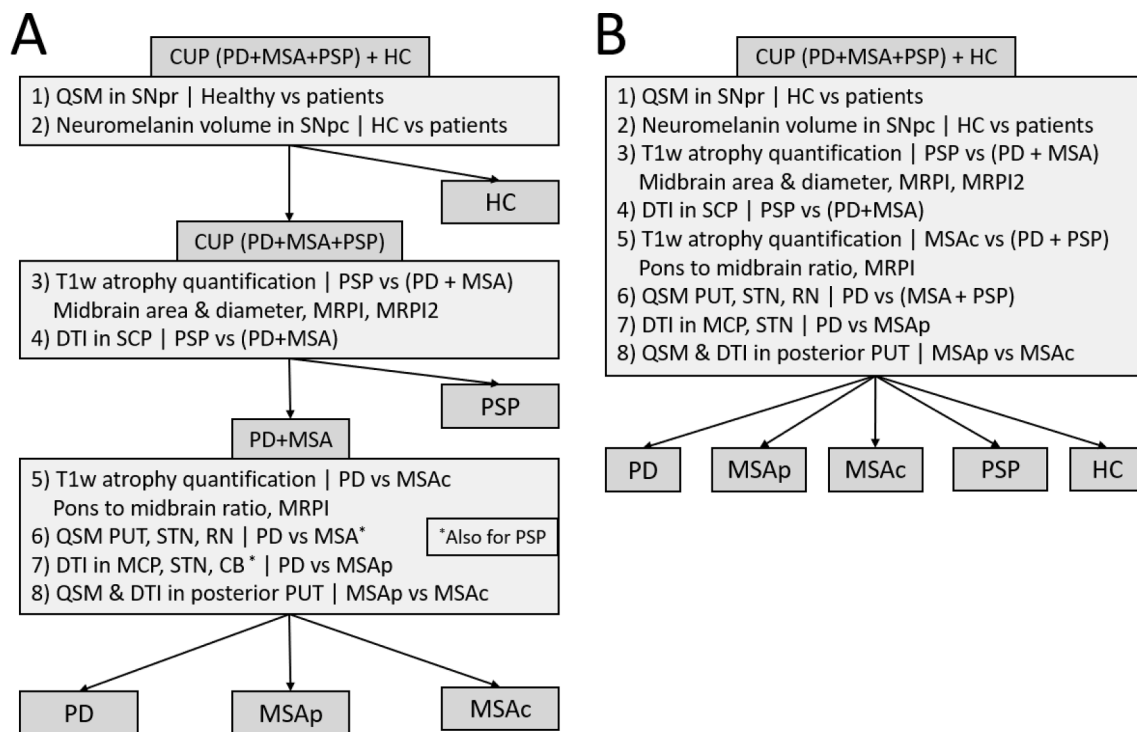 A
CUP (PD+MSA+PSP) + HC
1) QSM in SNpr | Healthy vs patients
2) Neuromelanin volume in SNpc | HC vs patients
HC
CUP (PD+MSA+PSP)
3) T1w atrophy quantification | PSP vs (PD + MSA)
Midbrain area & diameter, MRPI, MRPI2
4) DTI in SCP | PSP vs (PD+MSA)
PSP
PD+MSA
5) T1w atrophy quantification | PD vs MSAc
Pons to midbrain ratio, MRPI
6) QSM PUT, STN, RN | PD vs MSA*
*Also for PSP
7) DTI in MCP, STN, CB* | PD vs MSAp
8) QSM & DTI in posterior PUT | MSAp vs MSAc
PD
MSAp
MSAc
B
CUP (PD+MSA+PSP) + HC
1) QSM in SNpr | HC vs patients
2) Neuromelanin volume in SNpc | HC vs patients
3) T1w atrophy quantification | PSP vs (PD + MSA)
Midbrain area & diameter, MRPI, MRPI2
4) DTI in SCP | PSP vs (PD+MSA)
5) T1w atrophy quantification | MSAc vs (PD + PSP)
Pons to midbrain ratio, MRPI
6) QSM PUT, STN, RN | PD vs (MSA + PSP)
7) DTI in MCP, STN | PD vs MSAp
8) QSM & DTI in posterior PUT | MSAp vs MSAc
PD
MSAp
MSAc
PSP
HC